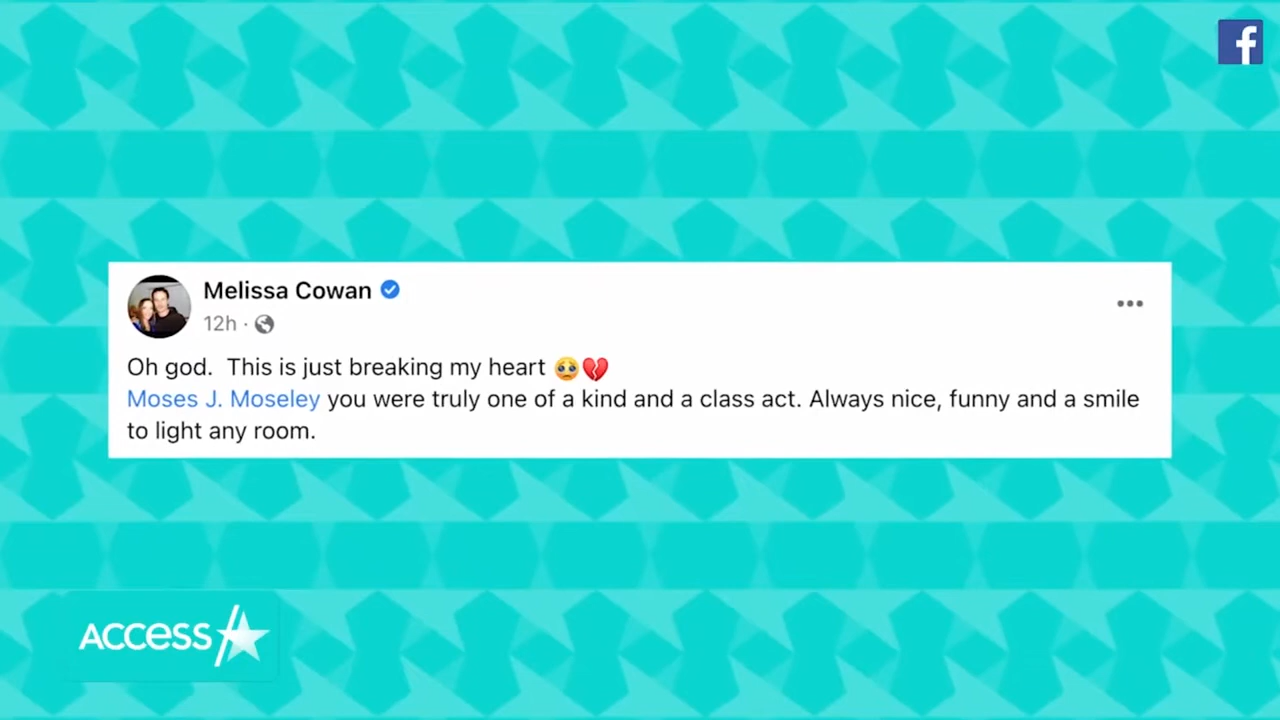 Melissa Cowan
12h ·
Oh god.  This is just breaking my heart 🥺💔
Moses J. Moseley you were truly one of a kind and a class act. Always nice, funny and a smile
to light any room.
ACCESS